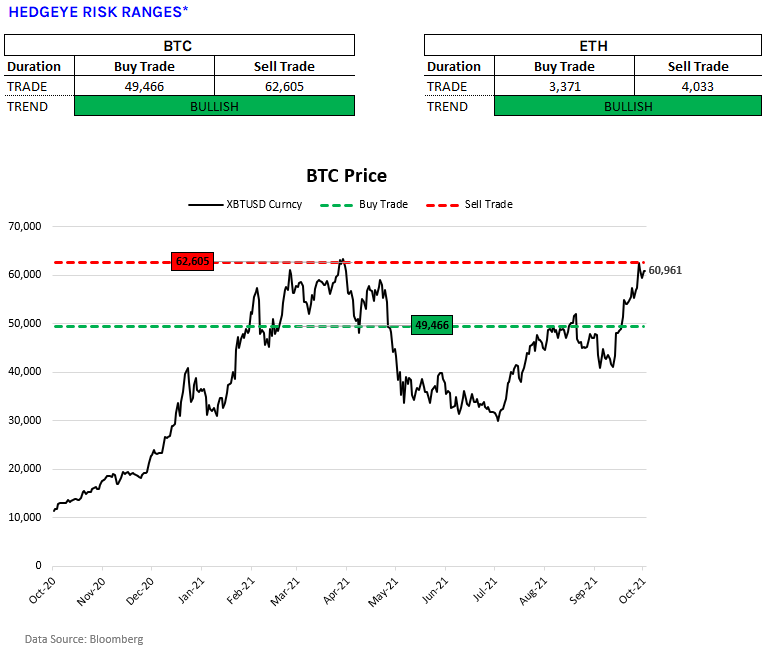 HEDGEYE RISK RANGES*
BTC
Duration Buy Trade Sell Trade
TRADE 49,466 62,605
TREND BULLISH
ETH
Duration Buy Trade Sell Trade
TRADE 3,371 4,033
TREND BULLISH
BTC Price
XBTUSD Curncy Buy Trade Sell Trade
70,000
60,000
50,000
40,000
30,000
20,000
10,000
0
62,605
60,961
49,466
Oct-20 Nov-20 Dec-20 Jan-21 Feb-21 Mar-21 Apr-21 May-21 Jun-21 Jul-21 Aug-21 Sep-21 Oct-21
Data Source: Bloomberg